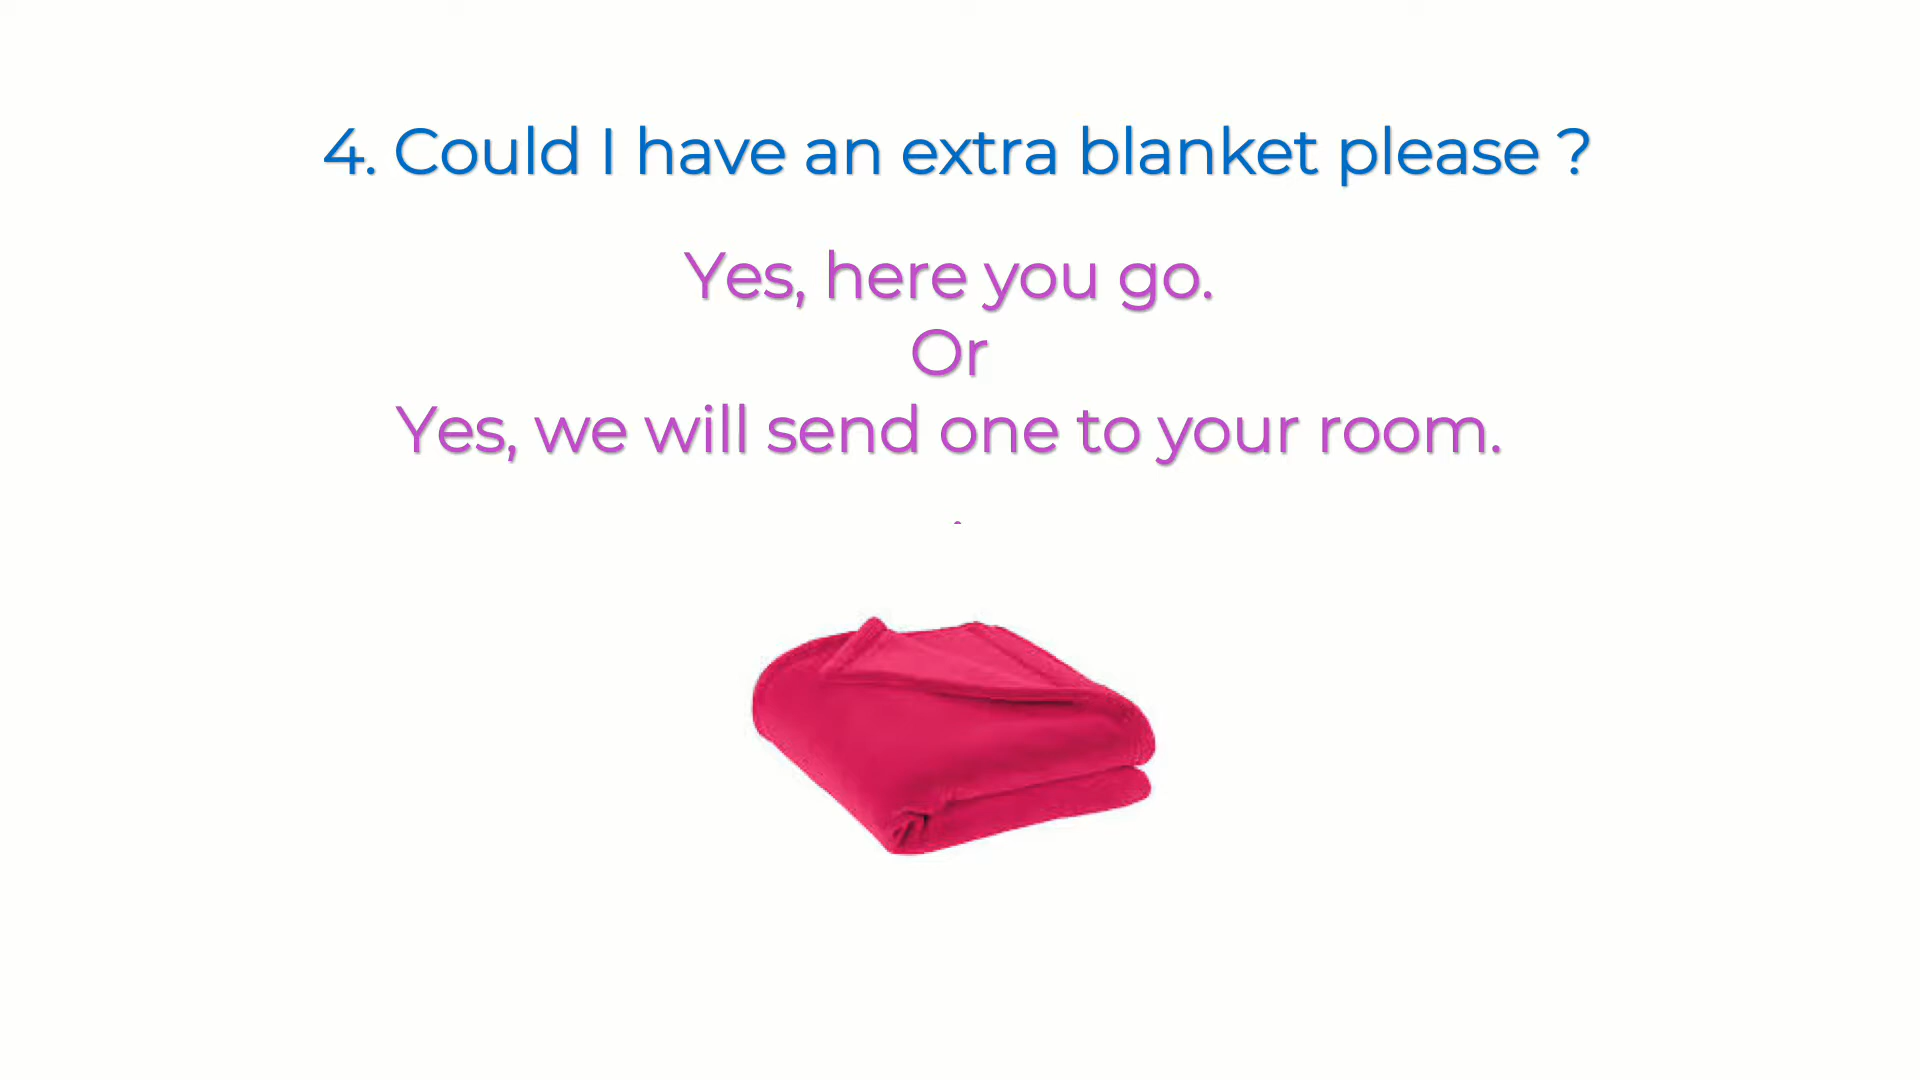 4. Could I have an extra blanket please ?
Yes, here you go.
Or
Yes, we will send one to your room.
.